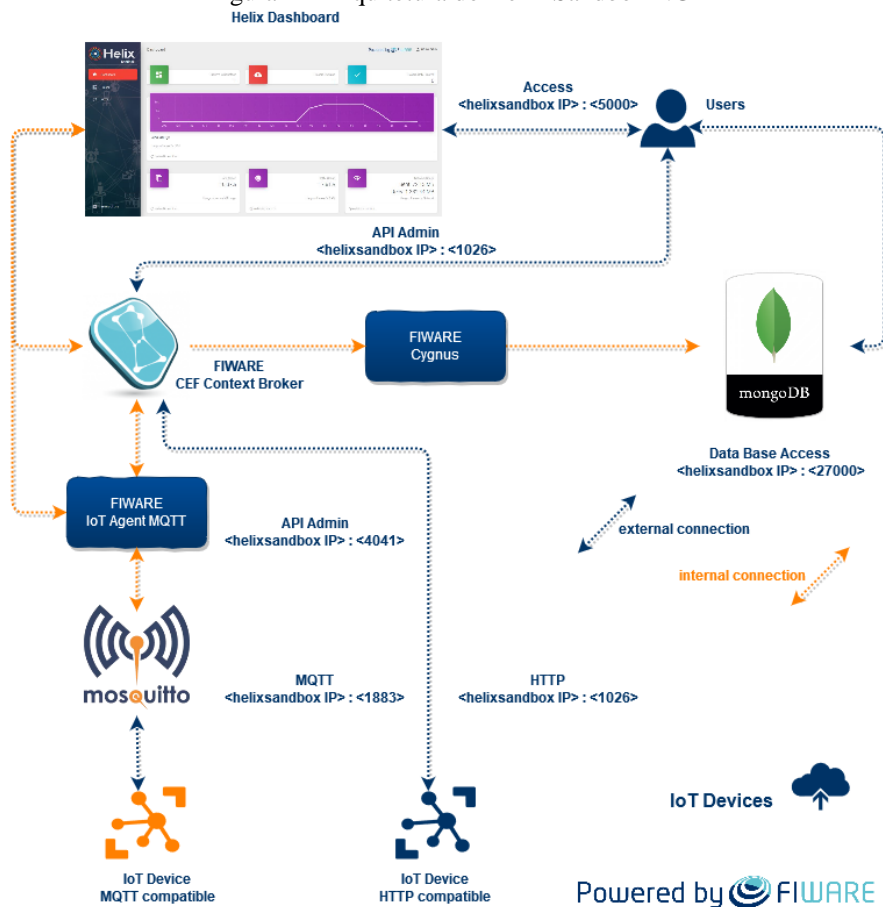 Helix Dashboard
Helix
Access
<helixsandbox IP> : <5000>
Users
API Admin
<helixsandbox IP> : <1026>
FIWARE
CEF Context Broker
FIWARE
Cygnus
mongoDB
Data Base Access
<helixsandbox IP> : <27000>
FIWARE
IoT Agent MQTT
API Admin
<helixsandbox IP> : <4041>
external connection
internal connection
mosquitto
MQTT
<helixsandbox IP> : <1883>
HTTP
<helixsandbox IP> : <1026>
IoT Devices
IoT Device
MQTT compatible
IoT Device
HTTP compatible
Powered by FIWARE